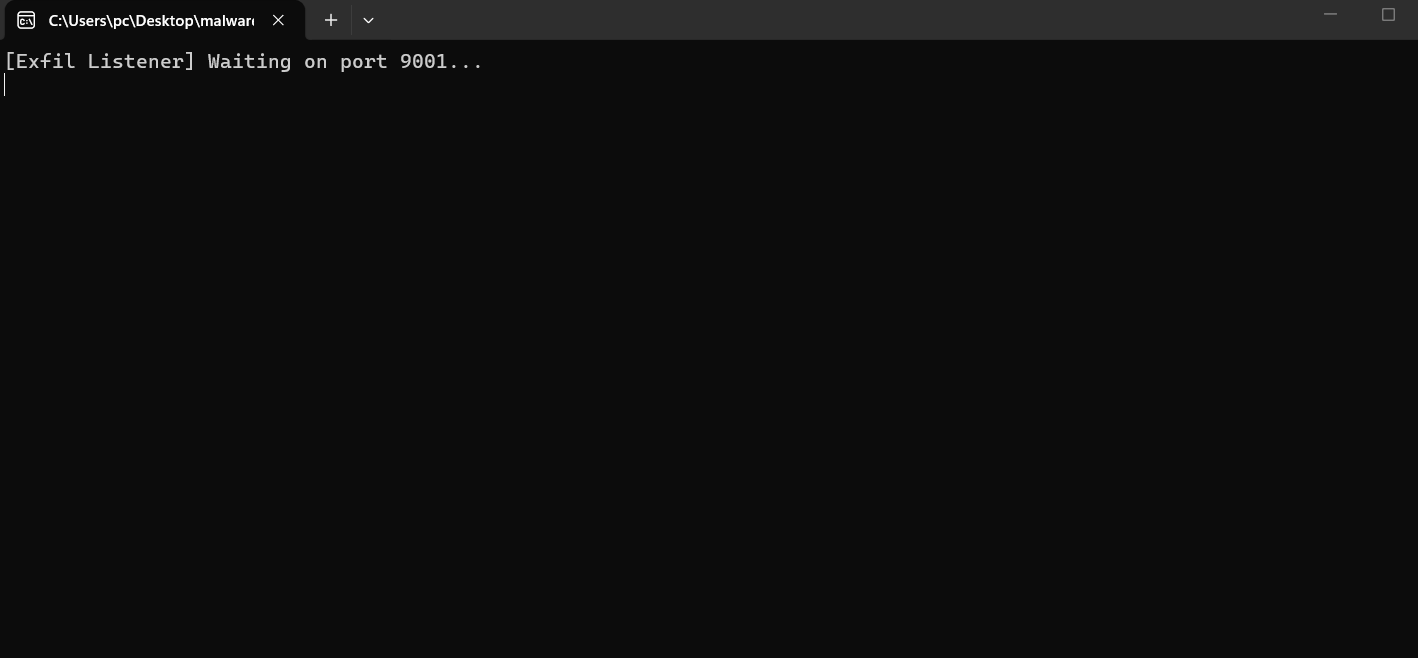 C:\Users\pc\Desktop\malwar
[Exfil Listener] Waiting on port 9001...